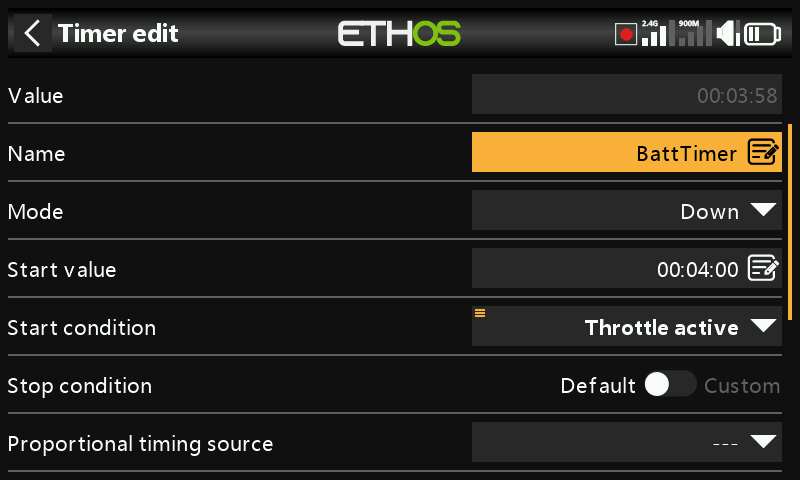 Timer edit
ETHOS
2.4G 900M
Value 00:03:58
Name BattTimer
Mode Down
Start value 00:04:00
Start condition Throttle active
Stop condition Default Custom
Proportional timing source ---